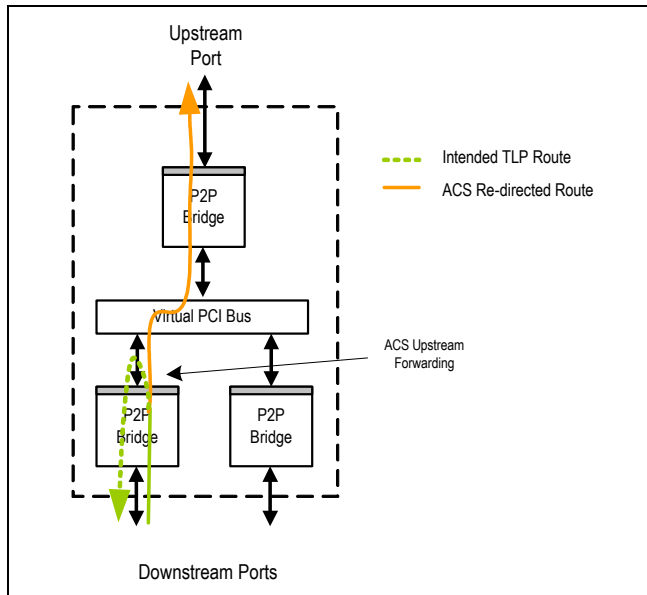 Upstream
Port
Intended TLP Route
ACS Re-directed Route
P2P
Bridge
Virtual PCI Bus
ACS Upstream
Forwarding
P2P
Bridge
P2P
Bridge
Downstream Ports